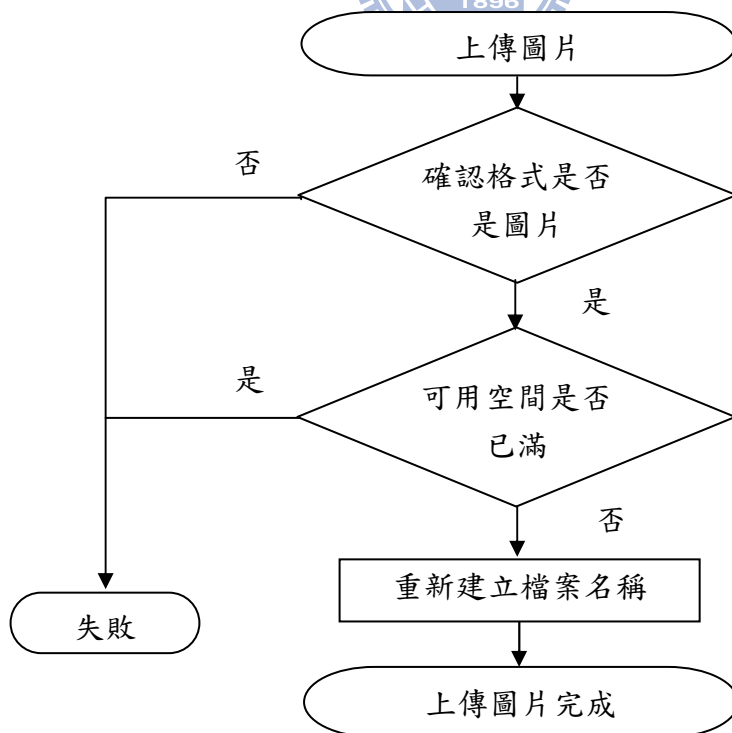 1896
上傳圖片
否
確認格式是否
是圖片
是
是
可用空間是否
已滿
否
重新建立檔案名稱
失敗
上傳圖片完成